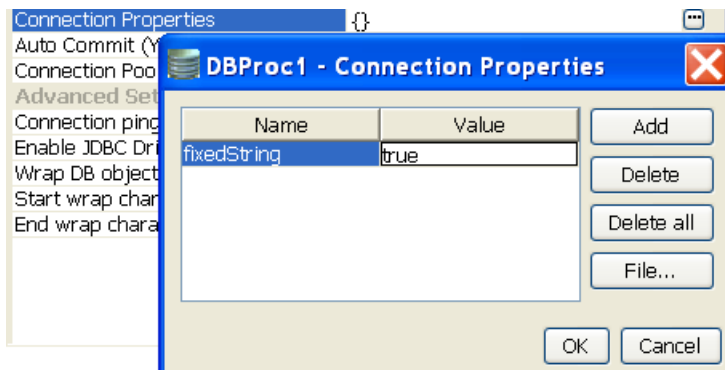 Connection Properties {}
Auto Commit (Y
Connection Poo
Advanced Set
Connection ping
Enable JDBC Dri
Wrap DB object
Start wrap char
End wrap chara
DBProc1 - Connection Properties
Name Value
fixedString true
Add
Delete
Delete all
File...
OK Cancel